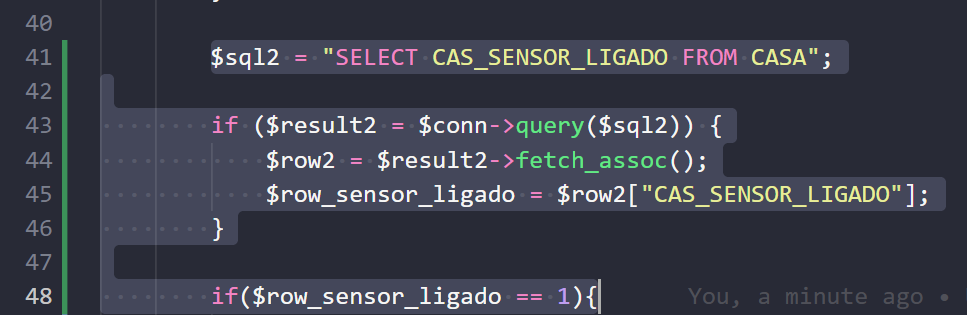 40
41 $sql2 = "SELECT CAS_SENSOR_LIGADO FROM CASA";
42
43 if ($result2 = $conn->query($sql2)) {
44 $row2 = $result2->fetch_assoc();
45 $row_sensor_ligado = $row2["CAS_SENSOR_LIGADO"];
46 }
47
48 if($row_sensor_ligado == 1){ You, a minute ago •